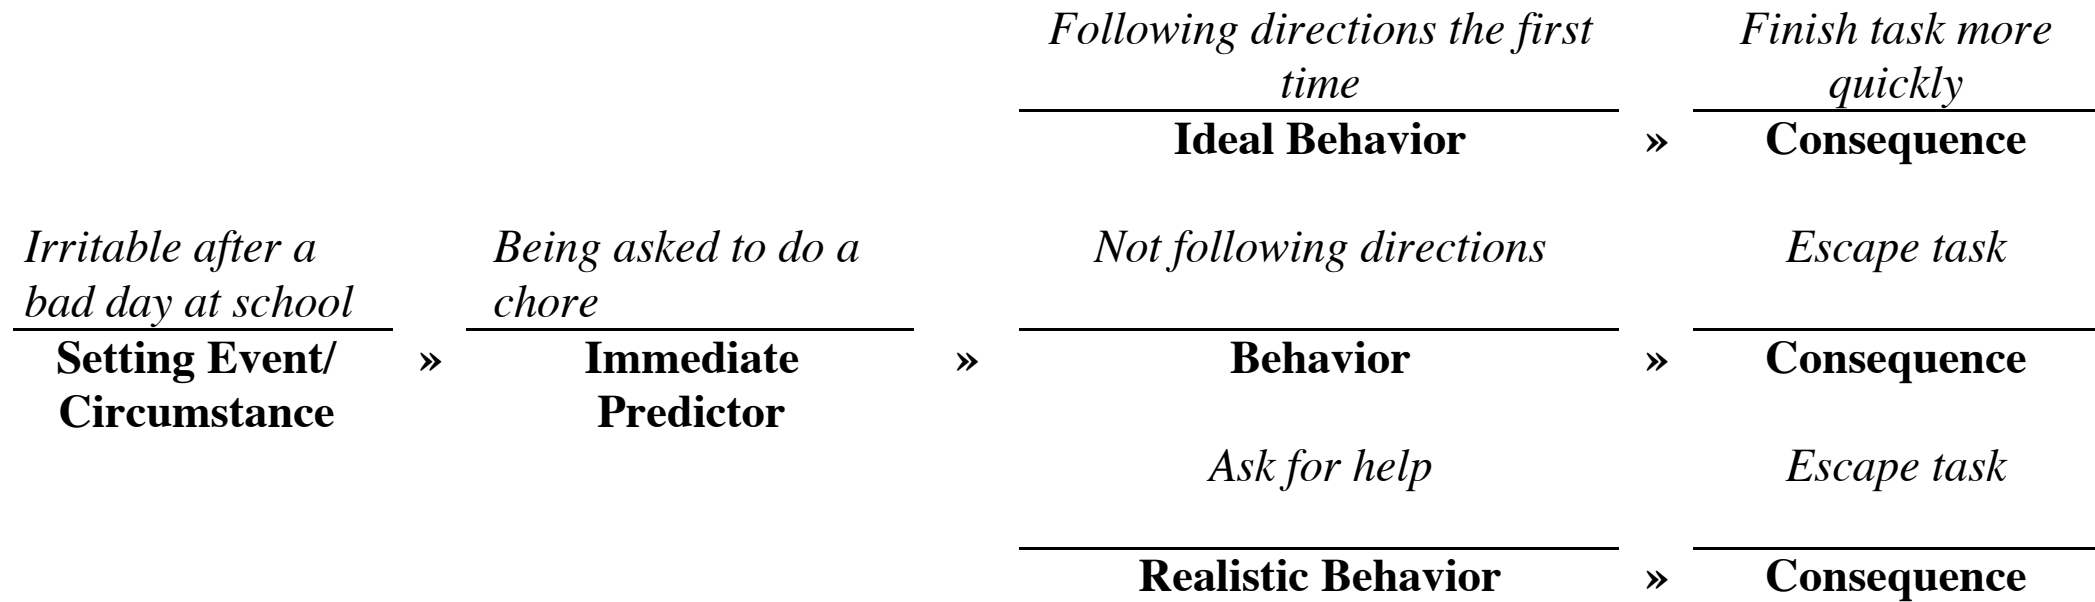 Following directions the first
time
Finish task more
quickly
Ideal Behavior » Consequence
Irritable after a
bad day at school
Being asked to do a
chore
Not following directions
Escape task
Setting Event/
Circumstance
»
Immediate
Predictor
»
Behavior
»
Consequence
Ask for help
Escape task
Realistic Behavior » Consequence